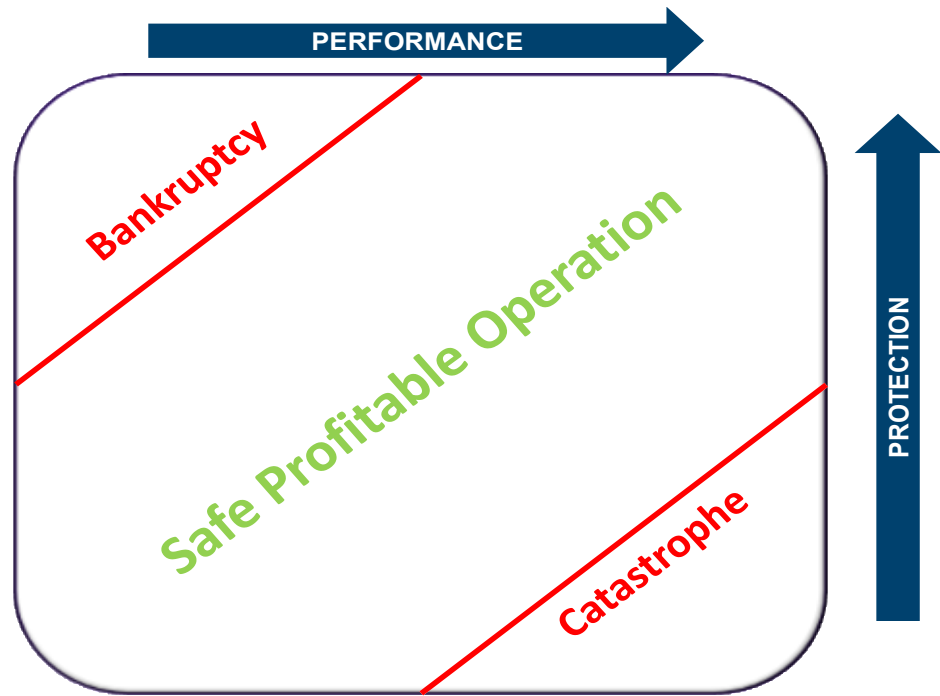 PERFORMANCE
Bankruptcy
Safe Profitable Operation
PROTECTION
Catastrophe